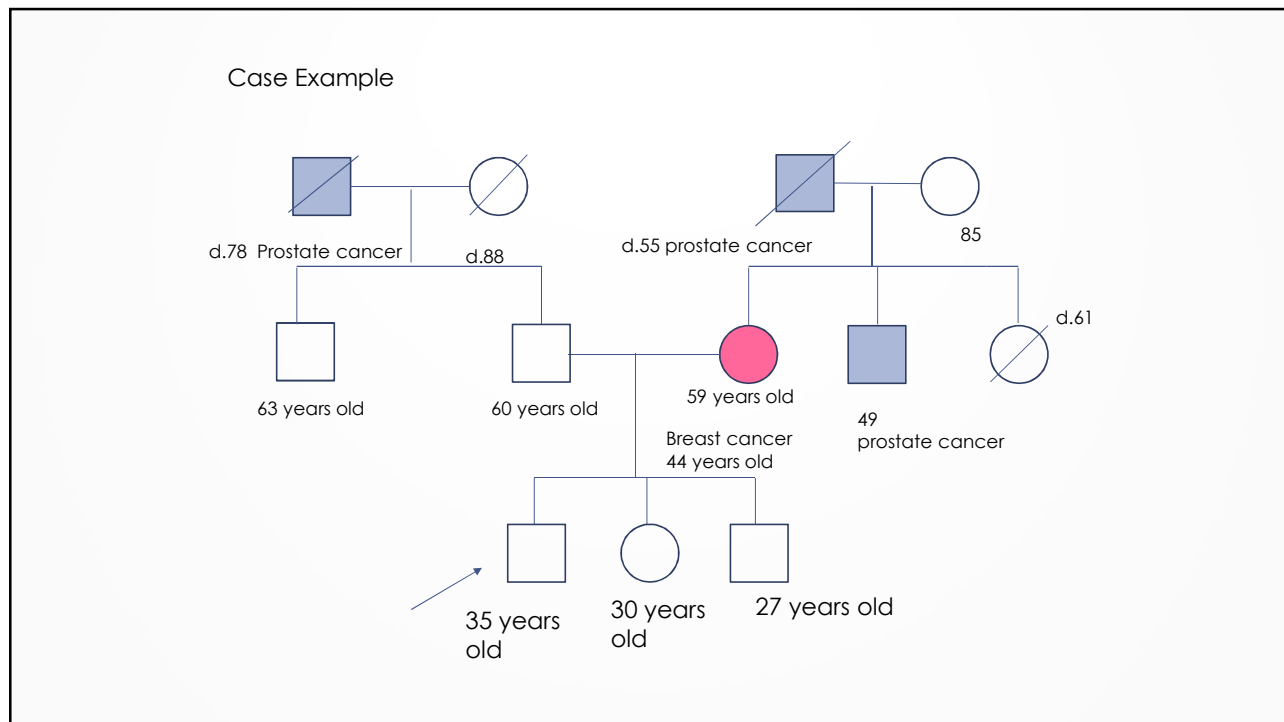 Case Example
d.78 Prostate cancer
d.88
d.55 prostate cancer
85
63 years old
60 years old
59 years old
Breast cancer
44 years old
49
prostate cancer
d.61
35 years
old
30 years
old
27 years old